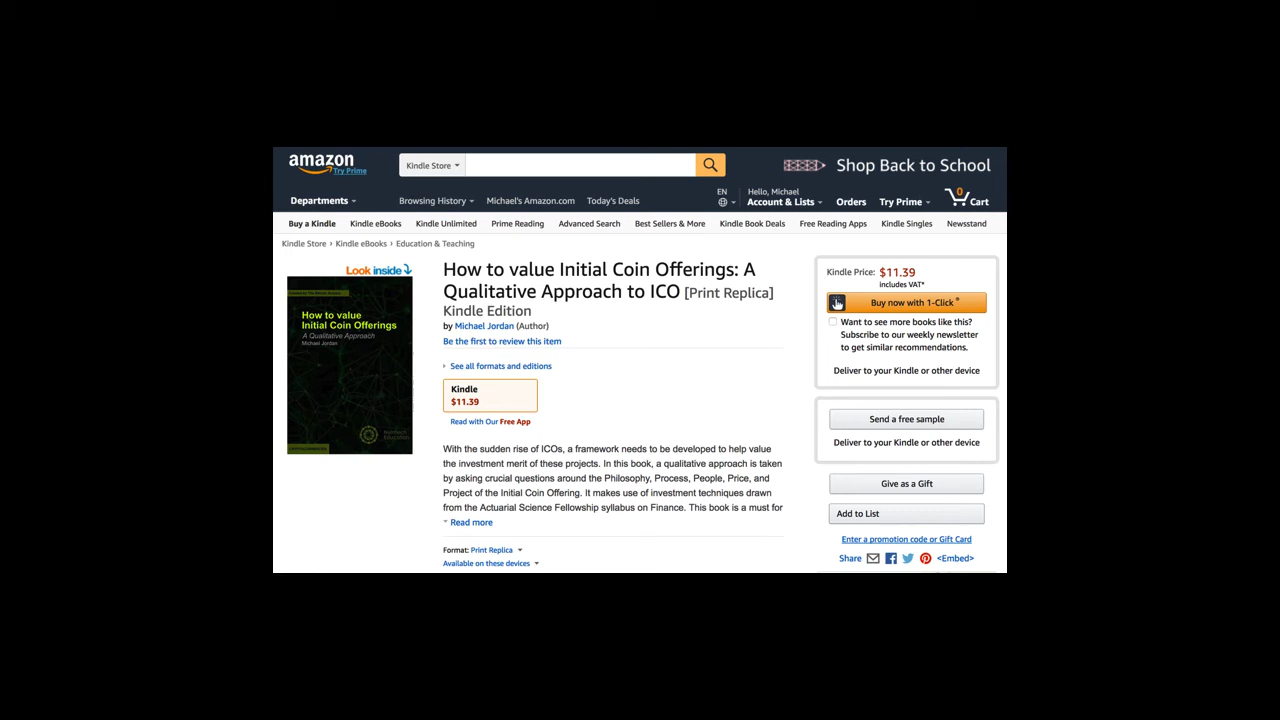 amazon
Try Prime
Kindle Store
Shop Back to School
Departments
Browsing History
Michael's Amazon.com
Today's Deals
EN
Hello, Michael
Account & Lists
Orders
Try Prime
0
Cart
Buy a Kindle
Kindle eBooks
Kindle Unlimited
Prime Reading
Advanced Search
Best Sellers & More
Kindle Book Deals
Free Reading Apps
Kindle Singles
Newsstand
Kindle Store › Kindle eBooks › Education & Teaching
Look inside
How to value
Initial Coin Offerings
A Qualitative Approach
Michael Jordan
How to value Initial Coin Offerings: A
Qualitative Approach to ICO [Print Replica]
Kindle Edition
by Michael Jordan (Author)
Be the first to review this item
See all formats and editions
Kindle
$11.39
Read with Our Free App
With the sudden rise of ICOs, a framework needs to be developed to help value
the investment merit of these projects. In this book, a qualitative approach is taken
by asking crucial questions around the Philosophy, Process, People, Price, and
Project of the Initial Coin Offering. It makes use of investment techniques drawn
from the Actuarial Science Fellowship syllabus on Finance. This book is a must for
Read more
Format: Print Replica
Available on these devices
Kindle Price: $11.39
includes VAT*
Buy now with 1-Click *
Want to see more books like this?
Subscribe to our weekly newsletter
to get similar recommendations.
Deliver to your Kindle or other device
Send a free sample
Deliver to your Kindle or other device
Give as a Gift
Add to List
Enter a promotion code or Gift Card
Share
<Embed>